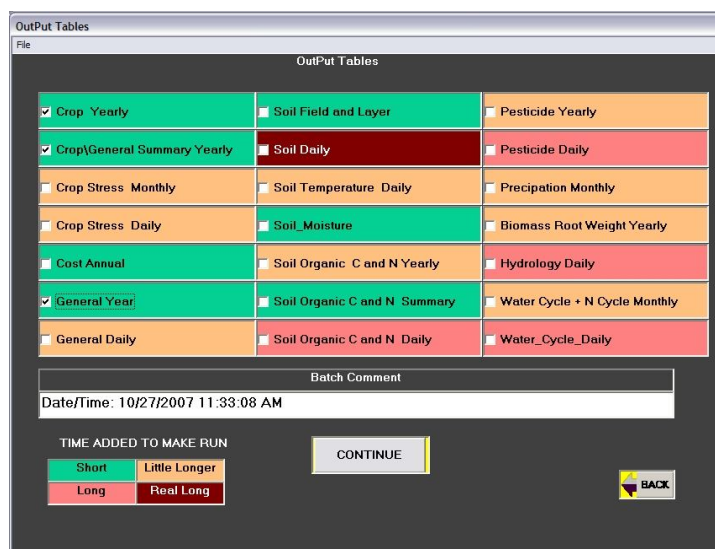 OutPut Tables
File
OutPut Tables
Crop Yearly
Soil Field and Layer
Pesticide Yearly
Crop\General Summary Yearly
Soil Daily
Pesticide Daily
Crop Stress Monthly
Soil Temperature Daily
Precipation Monthly
Crop Stress Daily
Soil_Moisture
Biomass Root Weight Yearly
Cost Annual
Soil Organic C and N Yearly
Hydrology Daily
General Year
Soil Organic C and N Summary
Water Cycle + N Cycle Monthly
General Daily
Soil Organic C and N Daily
Water_Cycle_Daily
Batch Comment
Date/Time: 10/27/2007 11:33:08 AM
TIME ADDED TO MAKE RUN
Short
Little Longer
Long
Real Long
CONTINUE
BACK